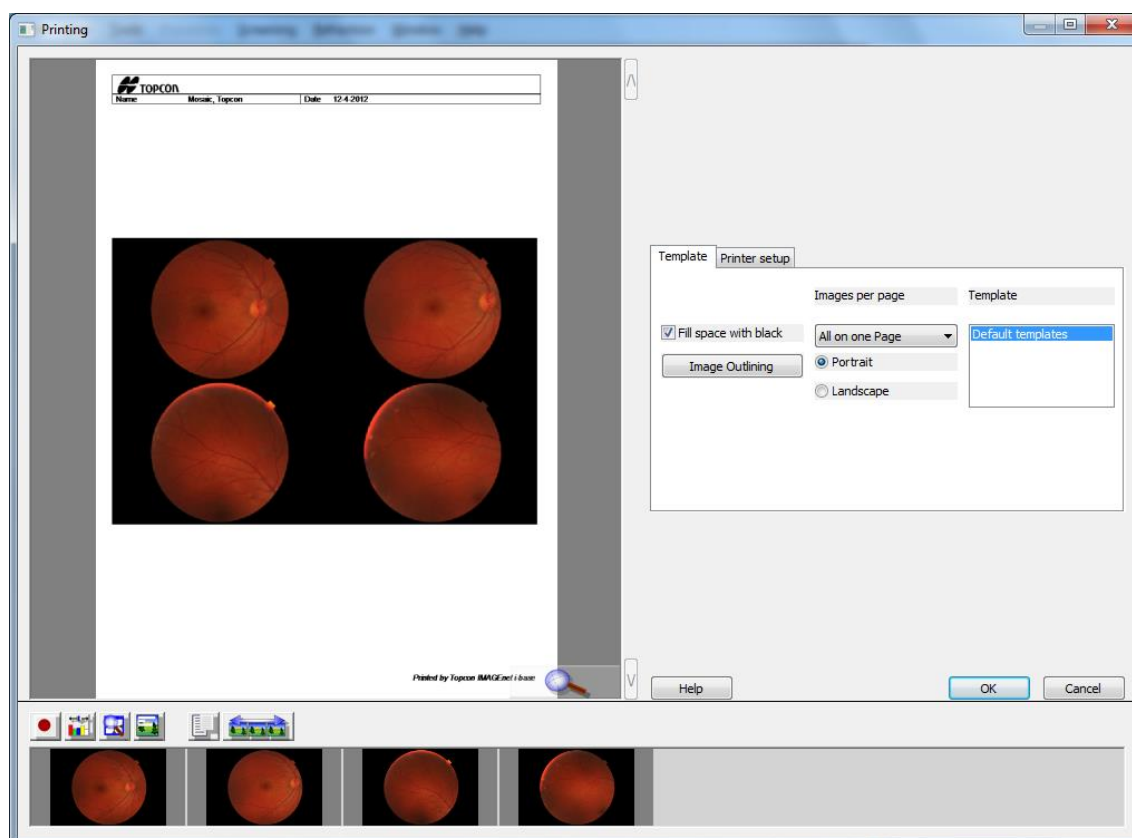 Printing
TOPCON
Name Mosaic, Topcon Date 12-4-2012
Template Printer setup
Images per page Template
Fill space with black All on one Page Default templates
Image Outlining Portrait
Landscape
Printed by Topcon IMAGEnet i-base
Help OK Cancel